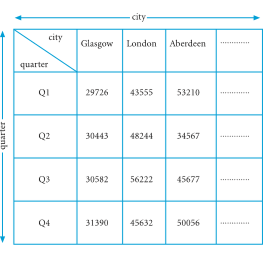 city
city
quarter
Glasgow London Aberdeen ..............
quarter
Q1 29726 43555 53210 ..............
Q2 30443 48244 34567 ..............
Q3 30582 56222 45677 ..............
Q4 31390 45632 50056 ..............